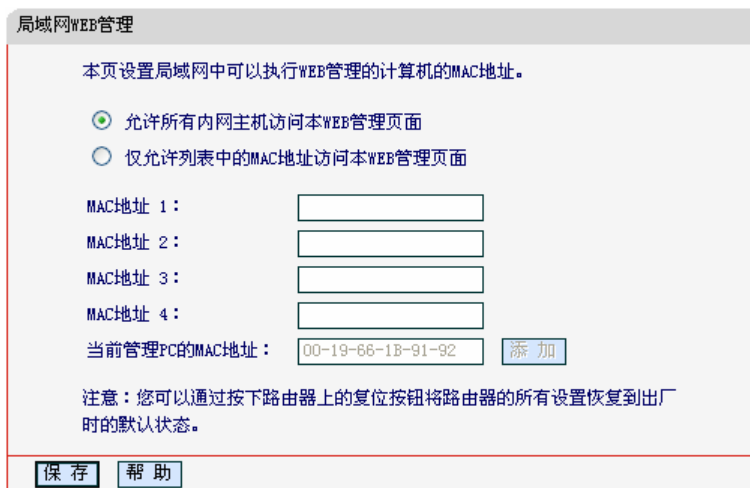 局域网WEB管理
本页设置局域网中可以执行WEB管理的计算机的MAC地址。
允许所有内网主机访问本WEB管理页面
仅允许列表中的MAC地址访问本WEB管理页面
MAC地址 1：
MAC地址 2：
MAC地址 3：
MAC地址 4：
当前管理PC的MAC地址： 00-19-66-1B-91-92 添 加
注意：您可以通过按下路由器上的复位按钮将路由器的所有设置恢复到出厂
时的默认状态。
保 存 帮 助